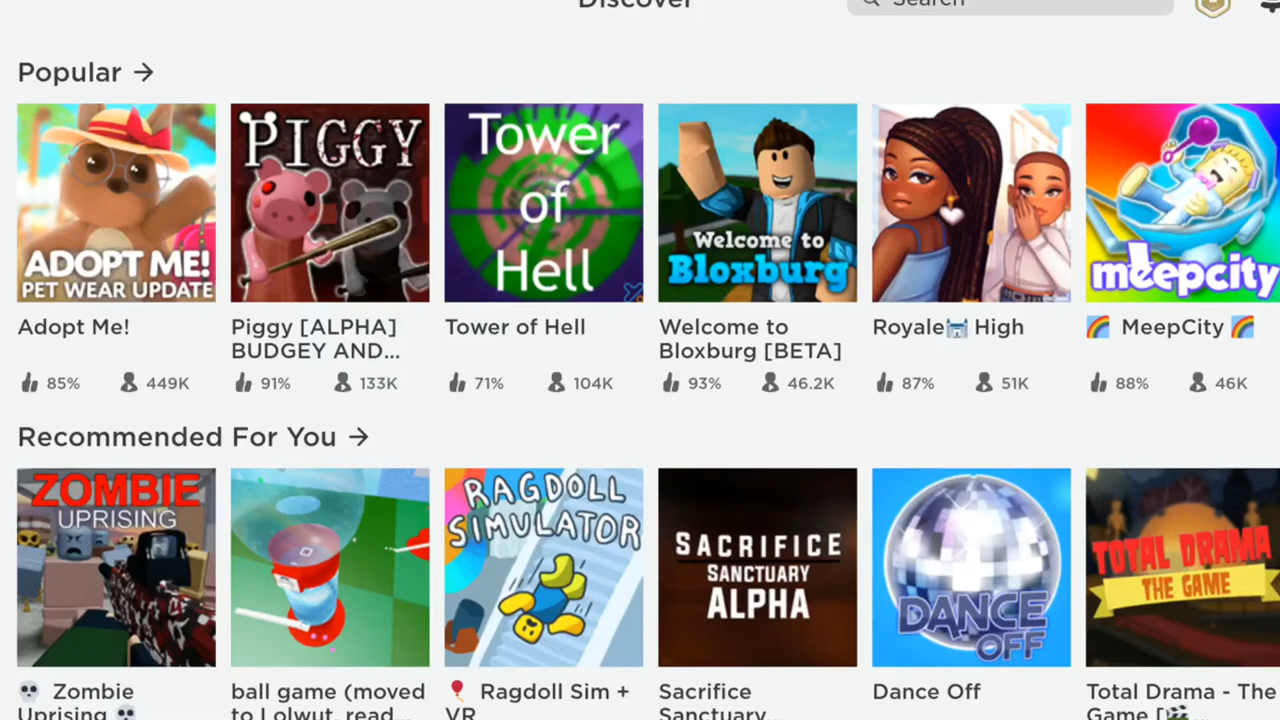 Discover
Search
Popular →
ADOPT ME!
PET WEAR UPDATE
PIGGY
Tower
of
Hell
Welcome to
Bloxburg
meepcity
Adopt Me!
Piggy [ALPHA]
BUDGEY AND...
Tower of Hell
Welcome to
Bloxburg [BETA]
Royale🏰 High
🌈 MeepCity 🌈
85% 449K
91% 133K
71% 104K
93% 46.2K
87% 51K
88% 46K
Recommended For You →
ZOMBIE
UPRISING
RAGDOLL
SIMULATOR
SACRIFICE
SANCTUARY
ALPHA
DANCE
OFF
TOTAL DRAMA
THE GAME
💀 Zombie
Uprising 💀
ball game (moved
to Lolwut, read...
🎈 Ragdoll Sim +
VR
Sacrifice
Sanctuary...
Dance Off
Total Drama - The
Game [🎬...